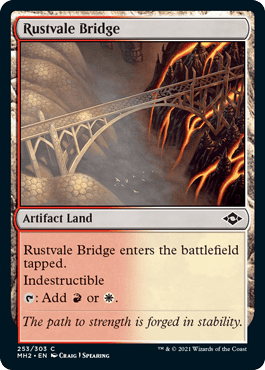 Rustvale Bridge
Artifact Land
Rustvale Bridge enters the battlefield
tapped.
Indestructible
: Add or .
The path to strength is forged in stability.
253/303 C
MH2 • EN Craig J Spearing
™ & © 2021 Wizards of the Coast